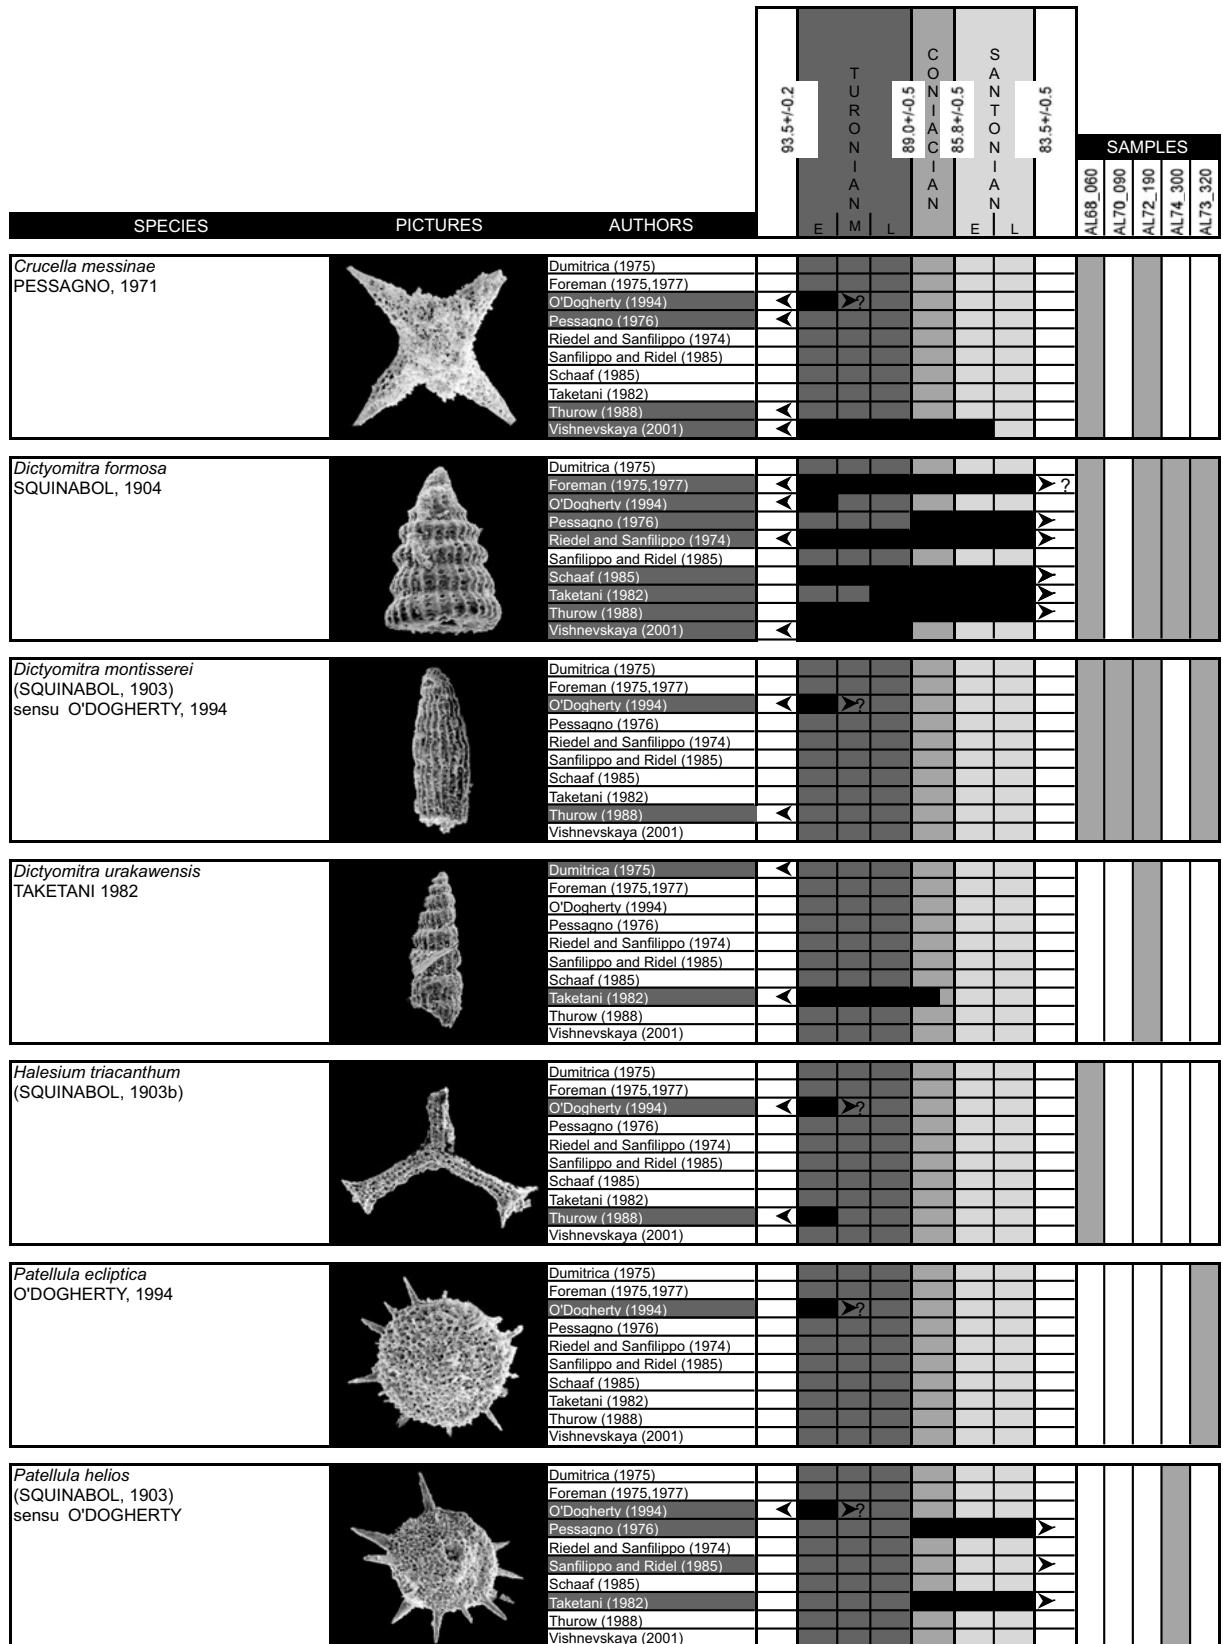 TURONIAN
CONIACIAN
SANTONIAN
93.5+/-0.2
89.0+/-0.5
85.8+/-0.5
83.5+/-0.5
SAMPLES
AL68_060
AL70_090
AL72_190
AL74_300
AL73_320
SPECIES PICTURES AUTHORS E M L E L
Crucella messinae
PESSAGNO, 1971
Dumitrica (1975)
Foreman (1975,1977)
O'Dogherty (1994) ?
Pessagno (1976)
Riedel and Sanfilippo (1974)
Sanfilippo and Ridel (1985)
Schaaf (1985)
Taketani (1982)
Thurow (1988)
Vishnevskaya (2001)
Dictyomitra formosa
SQUINABOL, 1904
Dumitrica (1975)
Foreman (1975,1977) ?
O'Dogherty (1994)
Pessagno (1976)
Riedel and Sanfilippo (1974)
Sanfilippo and Ridel (1985)
Schaaf (1985)
Taketani (1982)
Thurow (1988)
Vishnevskaya (2001)
Dictyomitra montisserei
(SQUINABOL, 1903)
sensu O'DOGHERTY, 1994
Dumitrica (1975)
Foreman (1975,1977)
O'Dogherty (1994) ?
Pessagno (1976)
Riedel and Sanfilippo (1974)
Sanfilippo and Ridel (1985)
Schaaf (1985)
Taketani (1982)
Thurow (1988)
Vishnevskaya (2001)
Dictyomitra urakawensis
TAKETANI 1982
Dumitrica (1975)
Foreman (1975,1977)
O'Dogherty (1994)
Pessagno (1976)
Riedel and Sanfilippo (1974)
Sanfilippo and Ridel (1985)
Schaaf (1985)
Taketani (1982)
Thurow (1988)
Vishnevskaya (2001)
Halesium triacanthum
(SQUINABOL, 1903b)
Dumitrica (1975)
Foreman (1975,1977)
O'Dogherty (1994) ?
Pessagno (1976)
Riedel and Sanfilippo (1974)
Sanfilippo and Ridel (1985)
Schaaf (1985)
Taketani (1982)
Thurow (1988)
Vishnevskaya (2001)
Patellula ecliptica
O'DOGHERTY, 1994
Dumitrica (1975)
Foreman (1975,1977)
O'Dogherty (1994) ?
Pessagno (1976)
Riedel and Sanfilippo (1974)
Sanfilippo and Ridel (1985)
Schaaf (1985)
Taketani (1982)
Thurow (1988)
Vishnevskaya (2001)
Patellula helios
(SQUINABOL, 1903)
sensu O'DOGHERTY
Dumitrica (1975)
Foreman (1975,1977)
O'Dogherty (1994) ?
Pessagno (1976)
Riedel and Sanfilippo (1974)
Sanfilippo and Ridel (1985)
Schaaf (1985)
Taketani (1982)
Thurow (1988)
Vishnevskaya (2001)